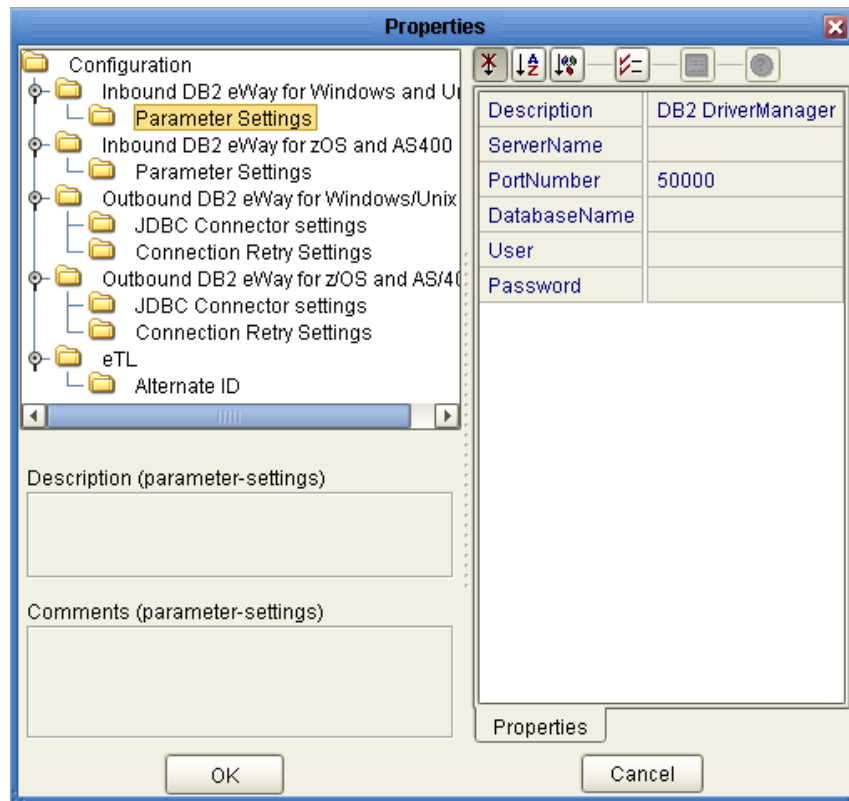 Properties
Configuration
Inbound DB2 eWay for Windows and U
Parameter Settings
Inbound DB2 eWay for zOS and AS400
Parameter Settings
Outbound DB2 eWay for Windows/Unix
JDBC Connector settings
Connection Retry Settings
Outbound DB2 eWay for z/OS and AS/4
JDBC Connector settings
Connection Retry Settings
eTL
Alternate ID
Description (parameter-settings)
Comments (parameter-settings)
OK
A
Z
Description DB2 DriverManager
ServerName
PortNumber 50000
DatabaseName
User
Password
Properties
Cancel